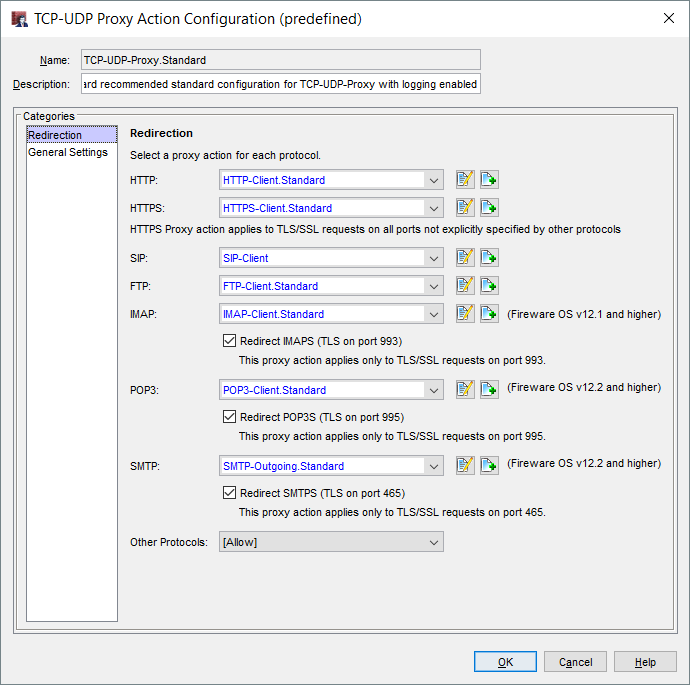 TCP-UDP Proxy Action Configuration (predefined)
Name: TCP-UDP-Proxy.Standard
Description: ard recommended standard configuration for TCP-UDP-Proxy with logging enabled
Categories
Redirection
General Settings
Redirection
Select a proxy action for each protocol.
HTTP: HTTP-Client.Standard
HTTPS: HTTPS-Client.Standard
HTTPS Proxy action applies to TLS/SSL requests on all ports not explicitly specified by other protocols
SIP: SIP-Client
FTP: FTP-Client.Standard
IMAP: IMAP-Client.Standard (Fireware OS v12.1 and higher)
Redirect IMAPS (TLS on port 993)
This proxy action applies only to TLS/SSL requests on port 993.
POP3: POP3-Client.Standard (Fireware OS v12.2 and higher)
Redirect POP3S (TLS on port 995)
This proxy action applies only to TLS/SSL requests on port 995.
SMTP: SMTP-Outgoing.Standard (Fireware OS v12.2 and higher)
Redirect SMTPS (TLS on port 465)
This proxy action applies only to TLS/SSL requests on port 465.
Other Protocols: [Allow]
OK Cancel Help